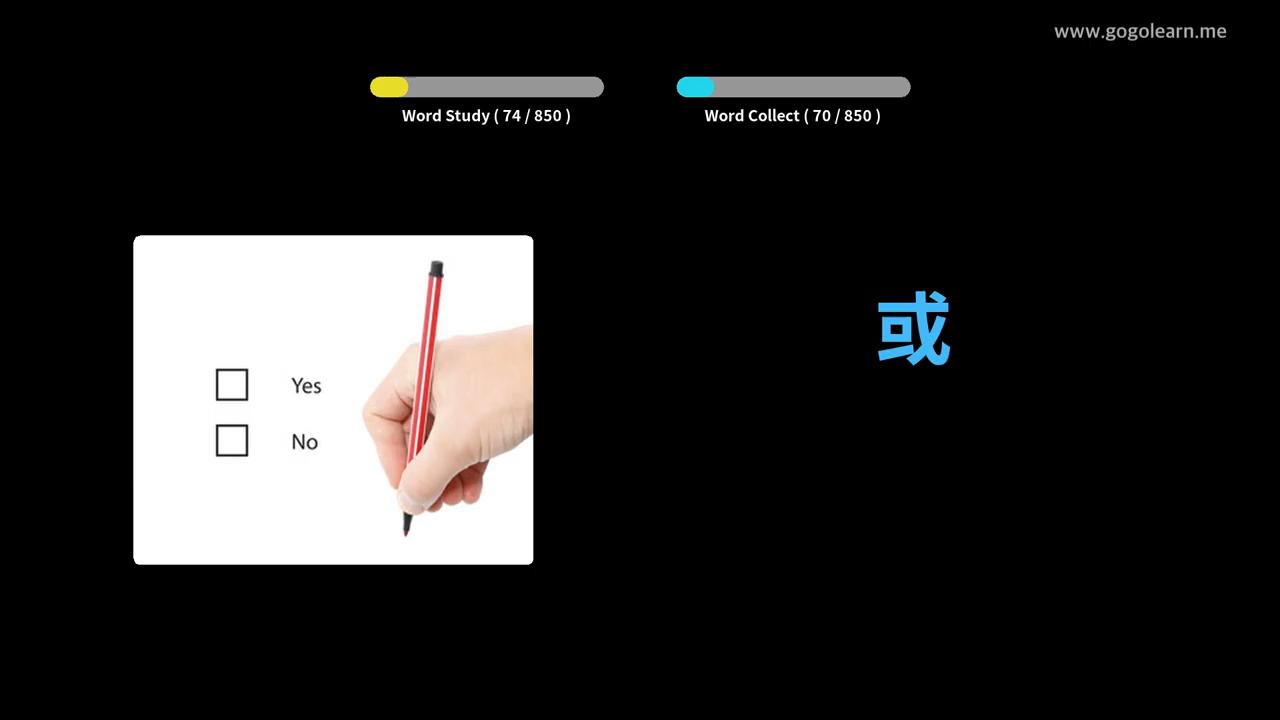 www.gogolearn.me
Word Study ( 74 / 850 )
Word Collect ( 70 / 850 )
Yes
No
或